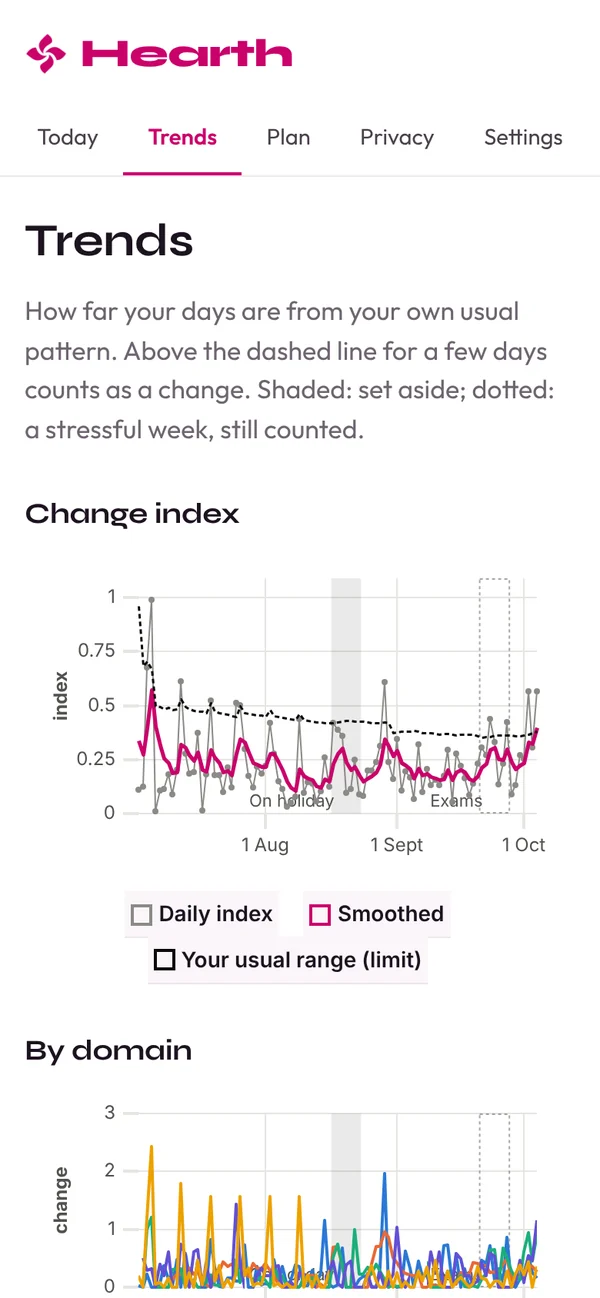 Hearth
Today Trends Plan Privacy Settings
Trends
How far your days are from your own usual
pattern. Above the dashed line for a few days
counts as a change. Shaded: set aside; dotted:
a stressful week, still counted.
Change index
1
0.75
0.5
0.25
0
index
On holiday
Exams
1 Aug 1 Sept 1 Oct
Daily index Smoothed
Your usual range (limit)
By domain
3
2
1
0
change